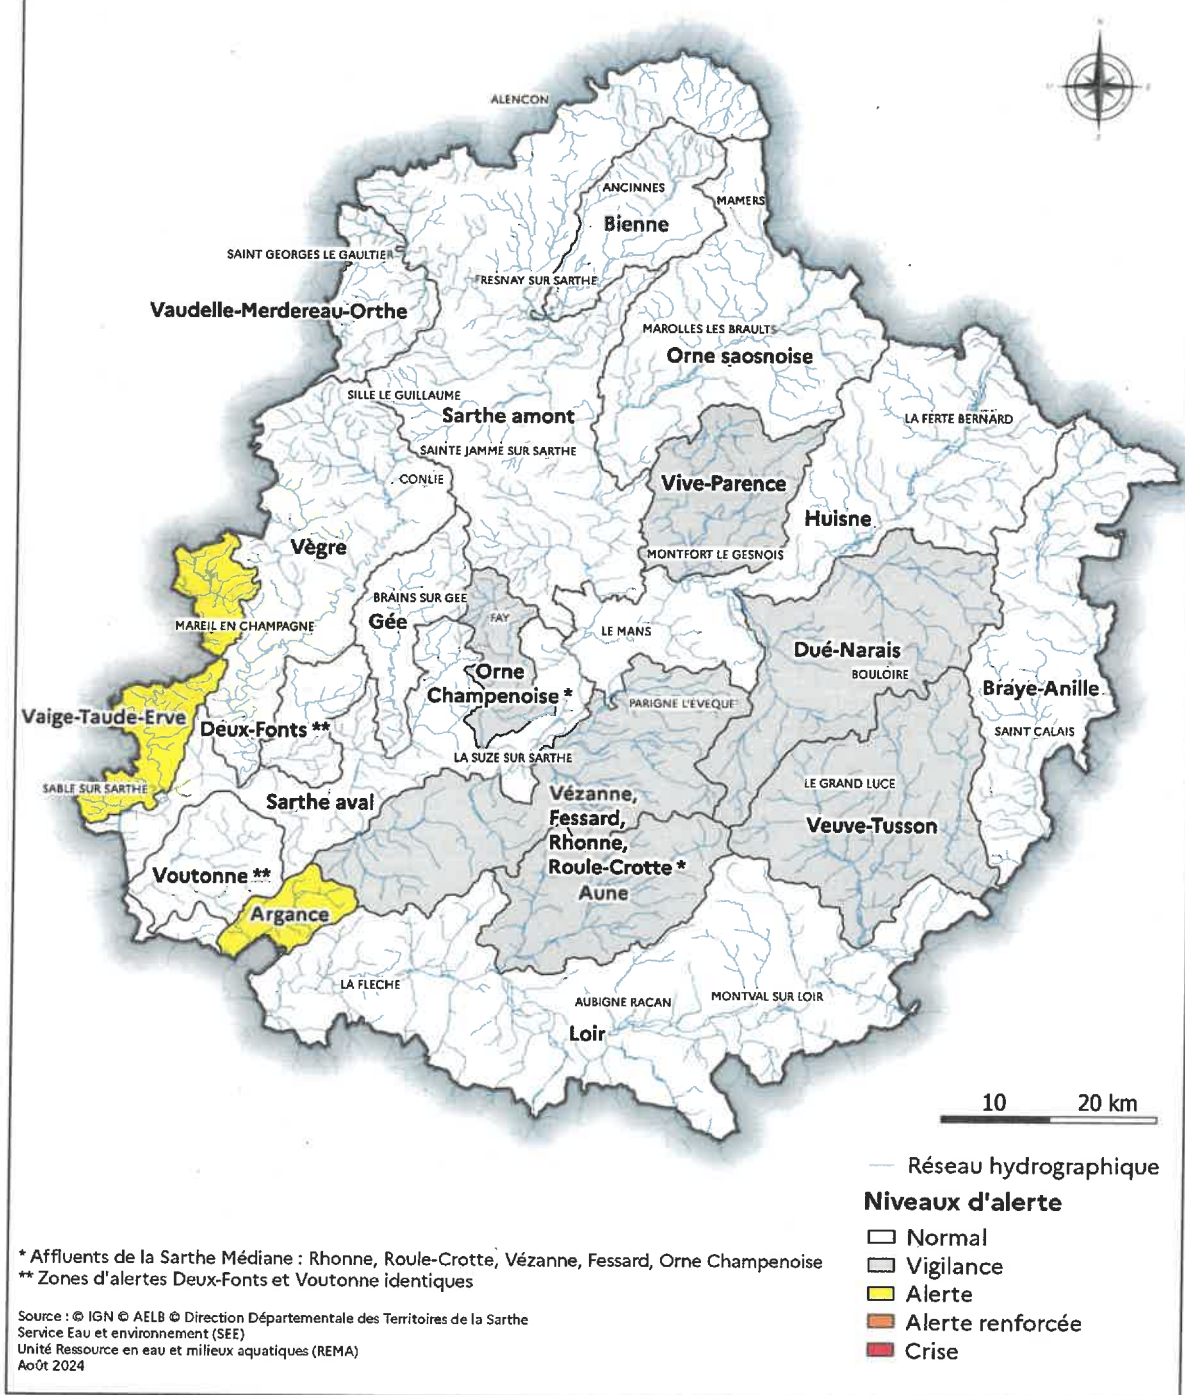 N
ALENCON
ANCINNES
MAMERS
Bienne
SAINT GEORGES LE GAULTIER
RESNAY SUR SARTHE
Vaudelle-Merdereau-Orthe
MAROLLES LES BRAULTS
Orne saosnoise
SILLE LE GUILLAUME
Sarthe amont
LA FERTE BERNARD
SAINTE JAMME SUR SARTHE
CONLIE
Vive-Parence
Huisne
Vègre
MONTFORT LE GESNOIS
BRAINS SUR GEE
Gée
FAY
MAREIL EN CHAMPAGNE
LE MANS
Dué-Narais
BOULOIRE
Orne
Champenoise *
Braye-Anille
PARIGNE L'EVEQUE
Vaige-Taude-Erve
Deux-Fonts **
SAINT CALAIS
LA SUZE SUR SARTHE
SABLE SUR SARTHE
LE GRAND LUCE
Sarthe aval
Vézanne,
Fessard,
Rhonne,
Roule-Crotte *
Aune
Veuve-Tusson
Voutonne **
Argance
LA FLECHE
AUBIGNE RACAN
MONTVAL SUR LOIR
Loir
10 20 km
Réseau hydrographique
Niveaux d'alerte
Normal
Vigilance
Alerte
Alerte renforcée
Crise
* Affluents de la Sarthe Médiane : Rhonne, Roule-Crotte, Vézanne, Fessard, Orne Champenoise
** Zones d'alertes Deux-Fonts et Voutonne identiques
Source : © IGN © AELB © Direction Départementale des Territoires de la Sarthe
Service Eau et environnement (SEE)
Unité Ressource en eau et milieux aquatiques (REMA)
Août 2024